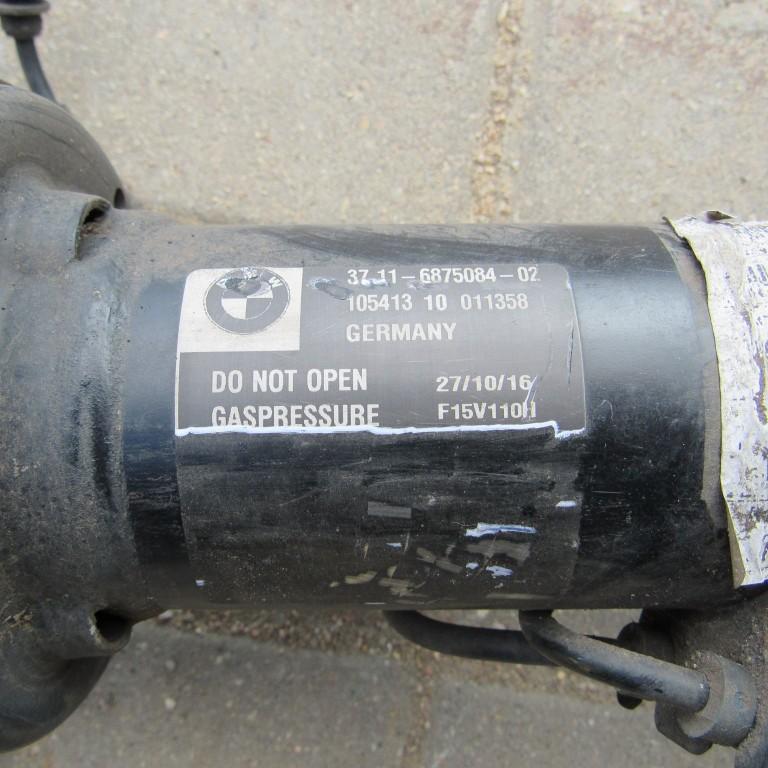 37 11-6875084-02
105413 10 011358
GERMANY
DO NOT OPEN
27/10/16
GASPRESSURE
F15V110H